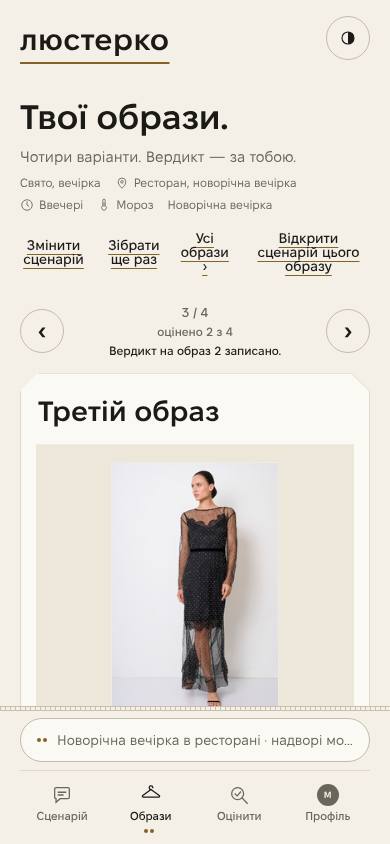 люстерко
Твої образи.
Чотири варіанти. Вердикт — за тобою.
Свято, вечірка Ресторан, новорічна вечірка
Ввечері Мороз Новорічна вечірка
Змінити сценарій
Зібрати ще раз
Усі образи ›
Відкрити сценарій цього образу
‹
3 / 4
оцінено 2 з 4
Вердикт на образ 2 записано.
›
Третій образ
Новорічна вечірка в ресторані · надворі мо...
Сценарій Образи Оцінити М Профіль